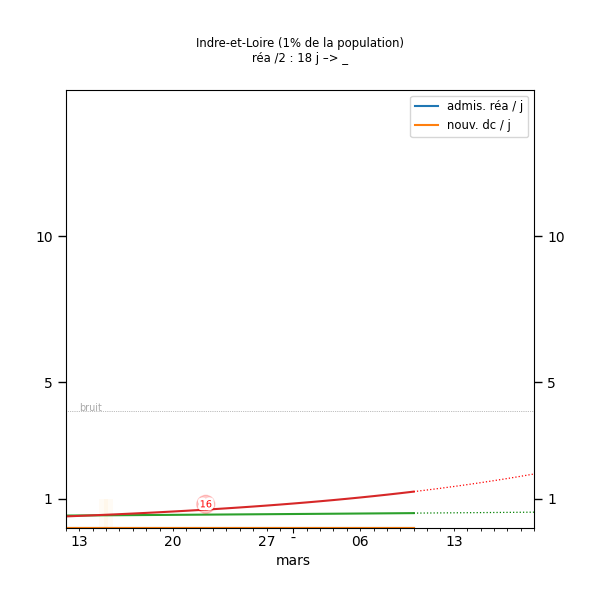 Indre-et-Loire (1% de la population)
réa /2 : 18 j –> _
admis. réa / j
nouv. dc / j
10 10
5 5
bruit
16
1 1
13 20 27 - 06 13
mars